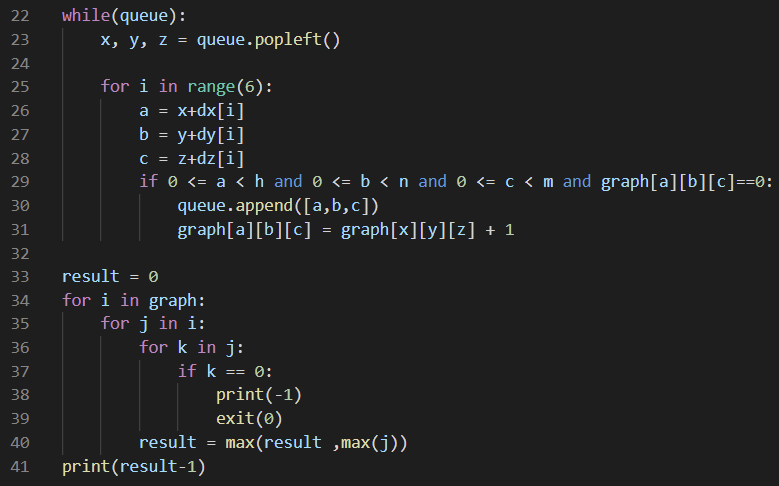 22 while(queue):
23     x, y, z = queue.popleft()
24
25     for i in range(6):
26         a = x+dx[i]
27         b = y+dy[i]
28         c = z+dz[i]
29         if 0 <= a < h and 0 <= b < n and 0 <= c < m and graph[a][b][c]==0:
30             queue.append([a,b,c])
31             graph[a][b][c] = graph[x][y][z] + 1
32
33 result = 0
34 for i in graph:
35     for j in i:
36         for k in j:
37             if k == 0:
38                 print(-1)
39                 exit(0)
40         result = max(result ,max(j))
41 print(result-1)